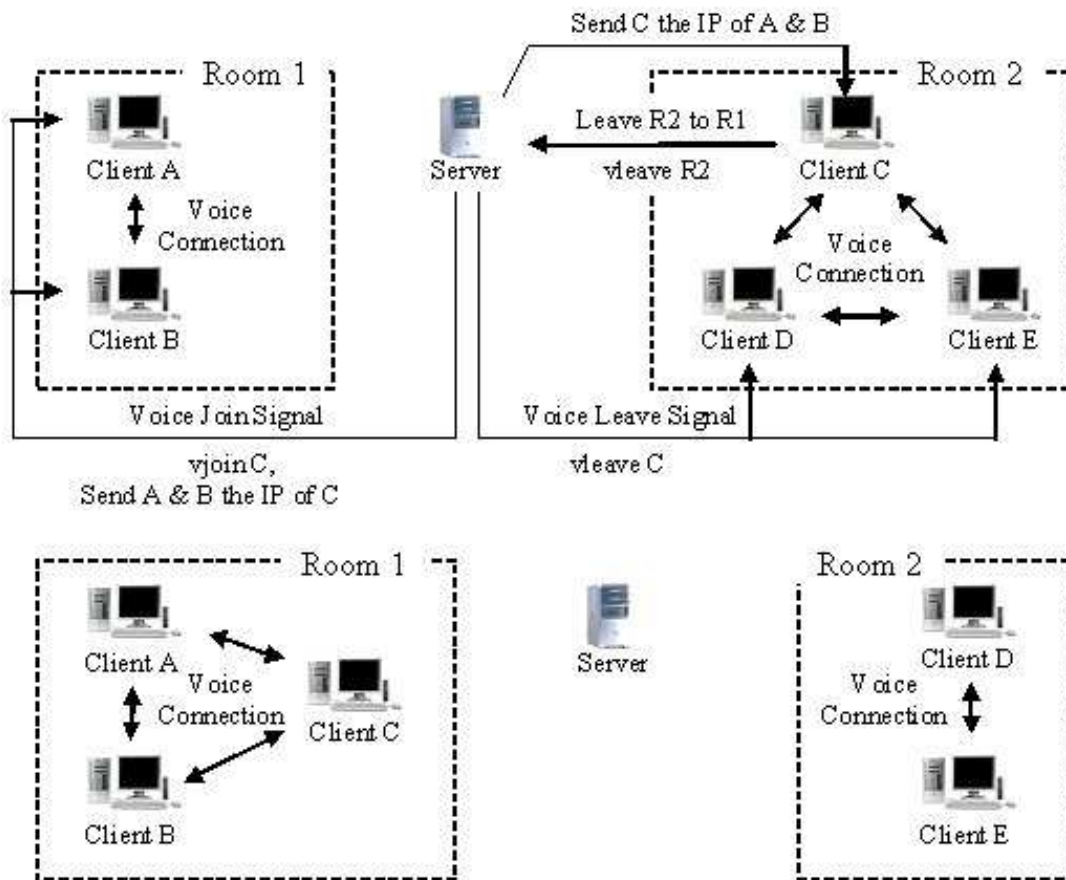 Send C the IP of A & B
Room 1
Room 2
Client A
Server
Leave R2 to R1
vleave R2
Client C
Voice
Connection
Client B
Voice
Connection
Client D
Client E
Voice Join Signal
vjoin C,
Send A & B the IP of C
Voice Leave Signal
vleave C
Room 1
Room 2
Client A
Voice
Connection
Client C
Client B
Server
Client D
Voice
Connection
Client E